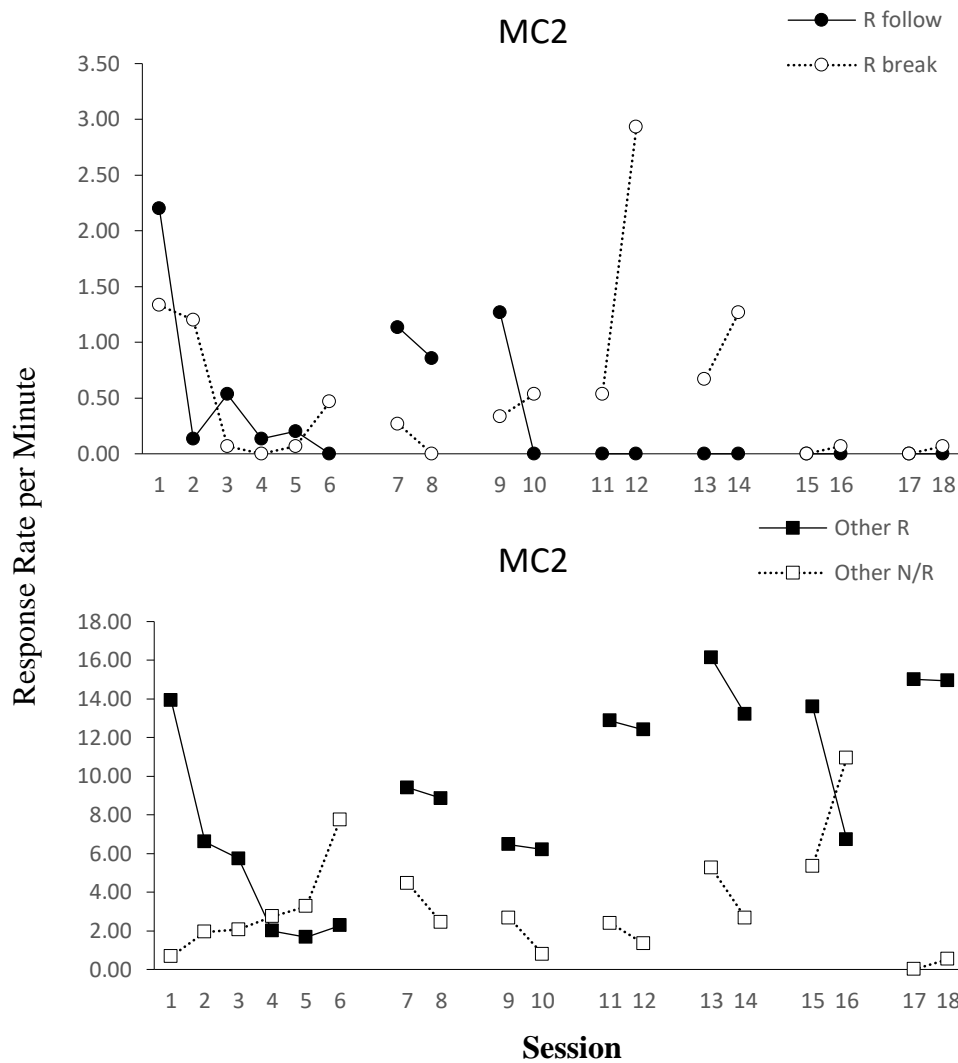 MC2
R follow
R break
3.50
3.00
2.50
2.00
1.50
1.00
0.50
0.00
1 2 3 4 5 6 7 8 9 10 11 12 13 14 15 16 17 18
Response Rate per Minute
MC2
Other R
Other N/R
18.00
16.00
14.00
12.00
10.00
8.00
6.00
4.00
2.00
0.00
1 2 3 4 5 6 7 8 9 10 11 12 13 14 15 16 17 18
Session